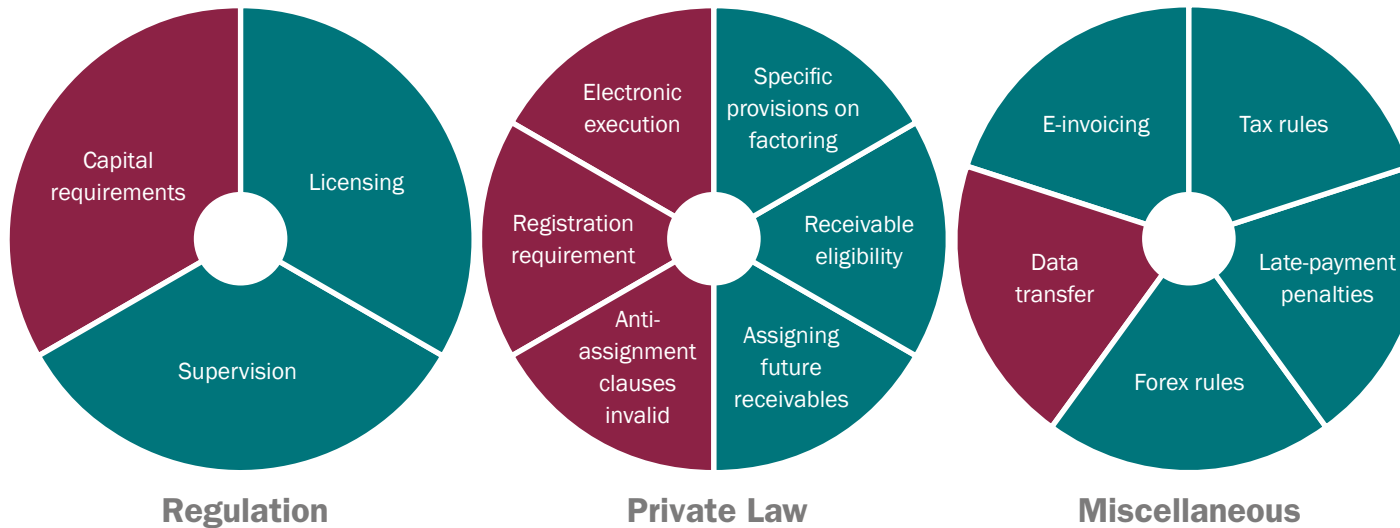 Capital
requirements
Licensing
Supervision
Regulation
Electronic
execution
Specific
provisions on
factoring
Registration
requirement
Receivable
eligibility
Anti-
assignment
clauses
invalid
Assigning
future
receivables
Private Law
E-invoicing
Tax rules
Data
transfer
Late-payment
penalties
Forex rules
Miscellaneous